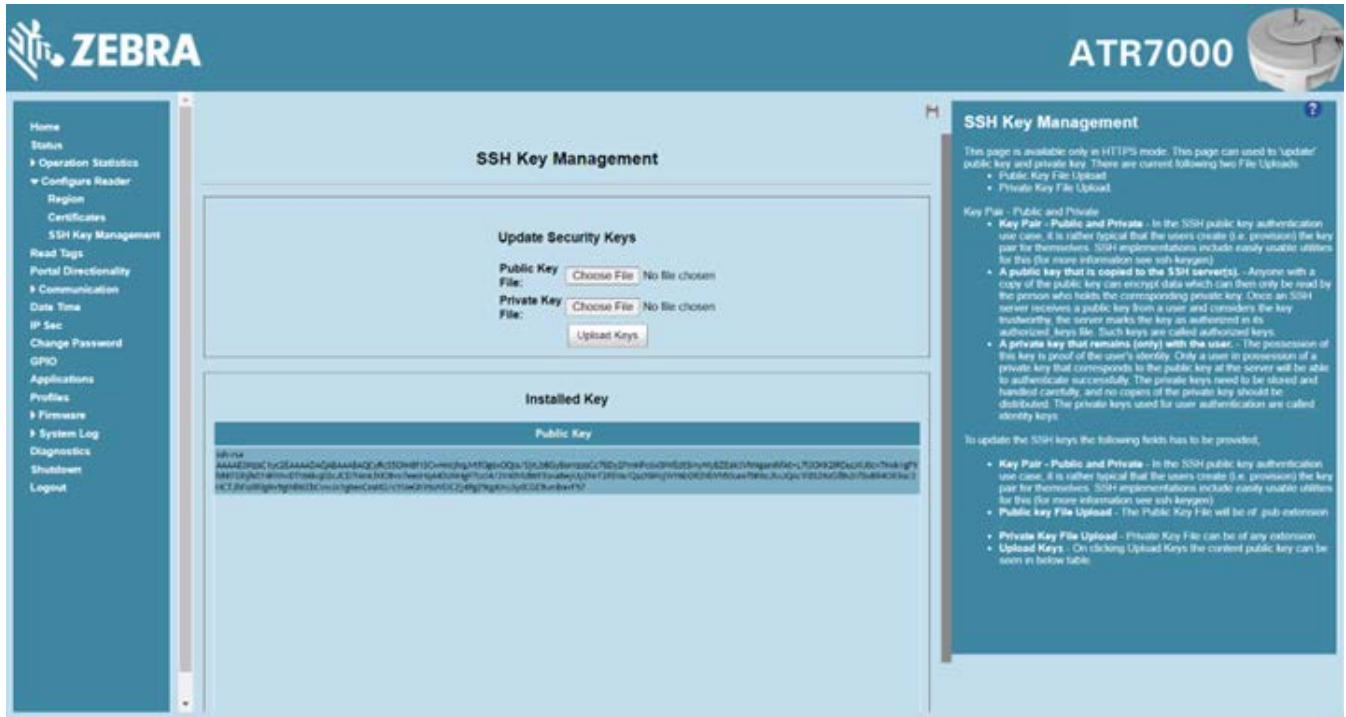 ZEBRA
ATR7000
Home
Status
Operation Statistics
Configure Reader
Region
Certificates
SSH Key Management
Read Tags
Portal Directionality
Communication
Date Time
IP Sec
Change Password
GPIO
Applications
Profiles
Firmware
System Log
Diagnostics
Shutdown
Logout
SSH Key Management
Update Security Keys
Public Key
File:
Choose File No file chosen
Private Key
File:
Choose File No file chosen
Upload Keys
Installed Key
Public Key
ssh-rsa
?
SSH Key Management
This page is available only in HTTPS mode. This page can used to 'update'
public key and private key. There are current following two File Uploads
• Public Key File Upload
• Private Key File Upload.
Key Pair - Public and Private
• Key Pair - Public and Private - In the SSH public key authentication
use case, it is rather typical that the users create (i.e. provision) the key
pair for themselves. SSH implementations include easily usable utilities
for this (for more information see ssh-keygen)
• A public key that is copied to the SSH server(s). - Anyone with a
copy of the public key can encrypt data which can then only be read by
the person who holds the corresponding private key. Once an SSH
server receives a public key from a user and considers the key
trustworthy, the server marks the key as authorized in its
authorized_keys file. Such keys are called authorized keys.
• A private key that remains (only) with the user. - The possession of
this key is proof of the user's identity. Only a user in possession of a
private key that corresponds to the public key at the server will be able
to authenticate successfully. The private keys need to be stored and
handled carefully, and no copies of the private key should be
distributed. The private keys used for user authentication are called
identity keys
To update the SSH keys the following fields has to be provided,
• Key Pair - Public and Private - In the SSH public key authentication
use case, it is rather typical that the users create (i.e. provision) the key
pair for themselves. SSH implementations include easily usable utilities
for this (for more information see ssh-keygen)
• Public key File Upload - The Public Key File will be of .pub extension
• Private Key File Upload - Private Key File can be of any extension
• Upload Keys - On clicking Upload Keys the content public key can be
seen in below table.